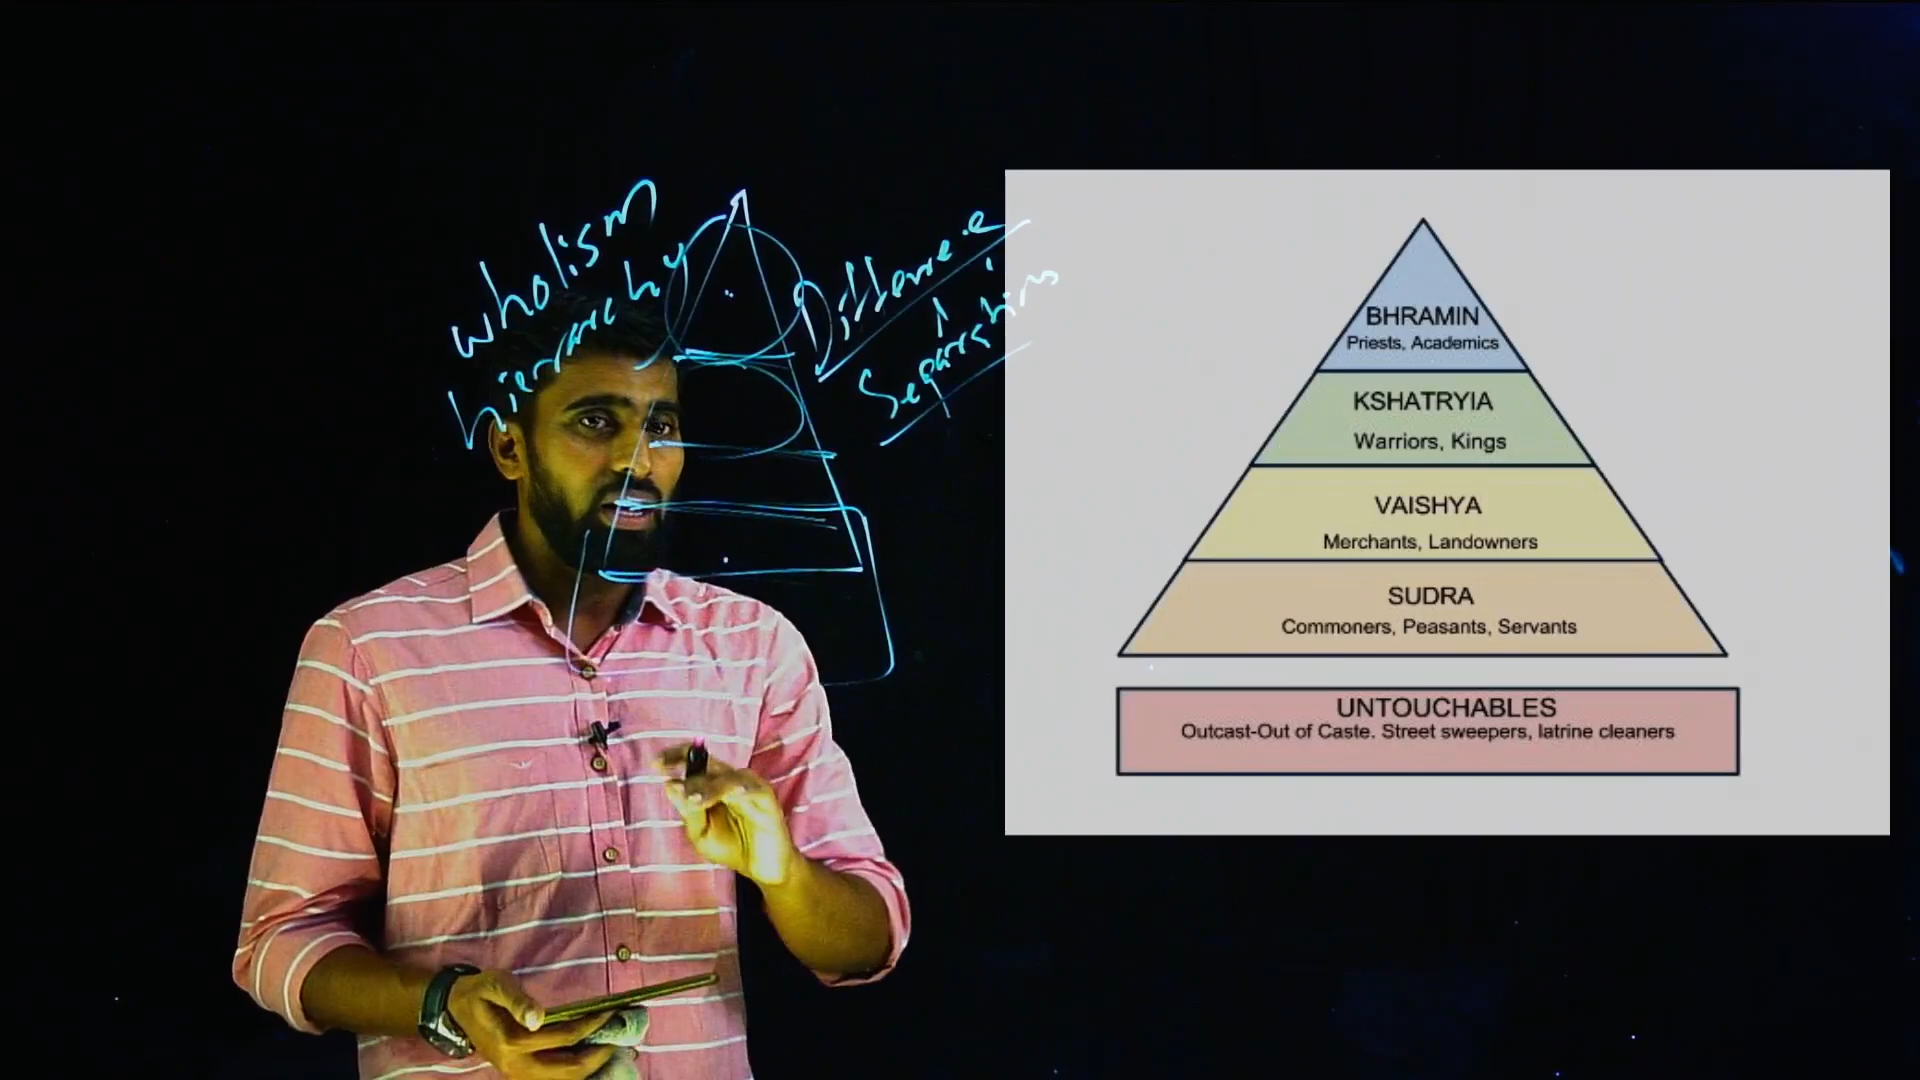 wholism
hierarchy
Difference
Separation
BHRAMIN
Priests, Academics
KSHATRYIA
Warriors, Kings
VAISHYA
Merchants, Landowners
SUDRA
Commoners, Peasants, Servants
UNTOUCHABLES
Outcast-Out of Caste. Street sweepers, latrine cleaners